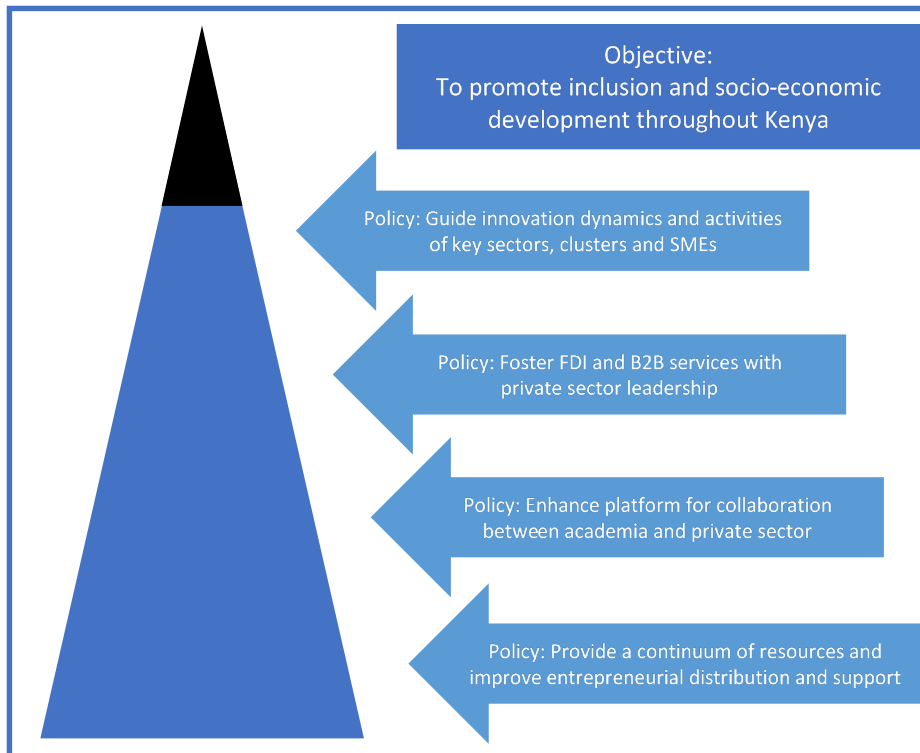 Objective:
To promote inclusion and socio-economic
development throughout Kenya
Policy: Guide innovation dynamics and activities
of key sectors, clusters and SMEs
Policy: Foster FDI and B2B services with
private sector leadership
Policy: Enhance platform for collaboration
between academia and private sector
Policy: Provide a continuum of resources and
improve entrepreneurial distribution and support